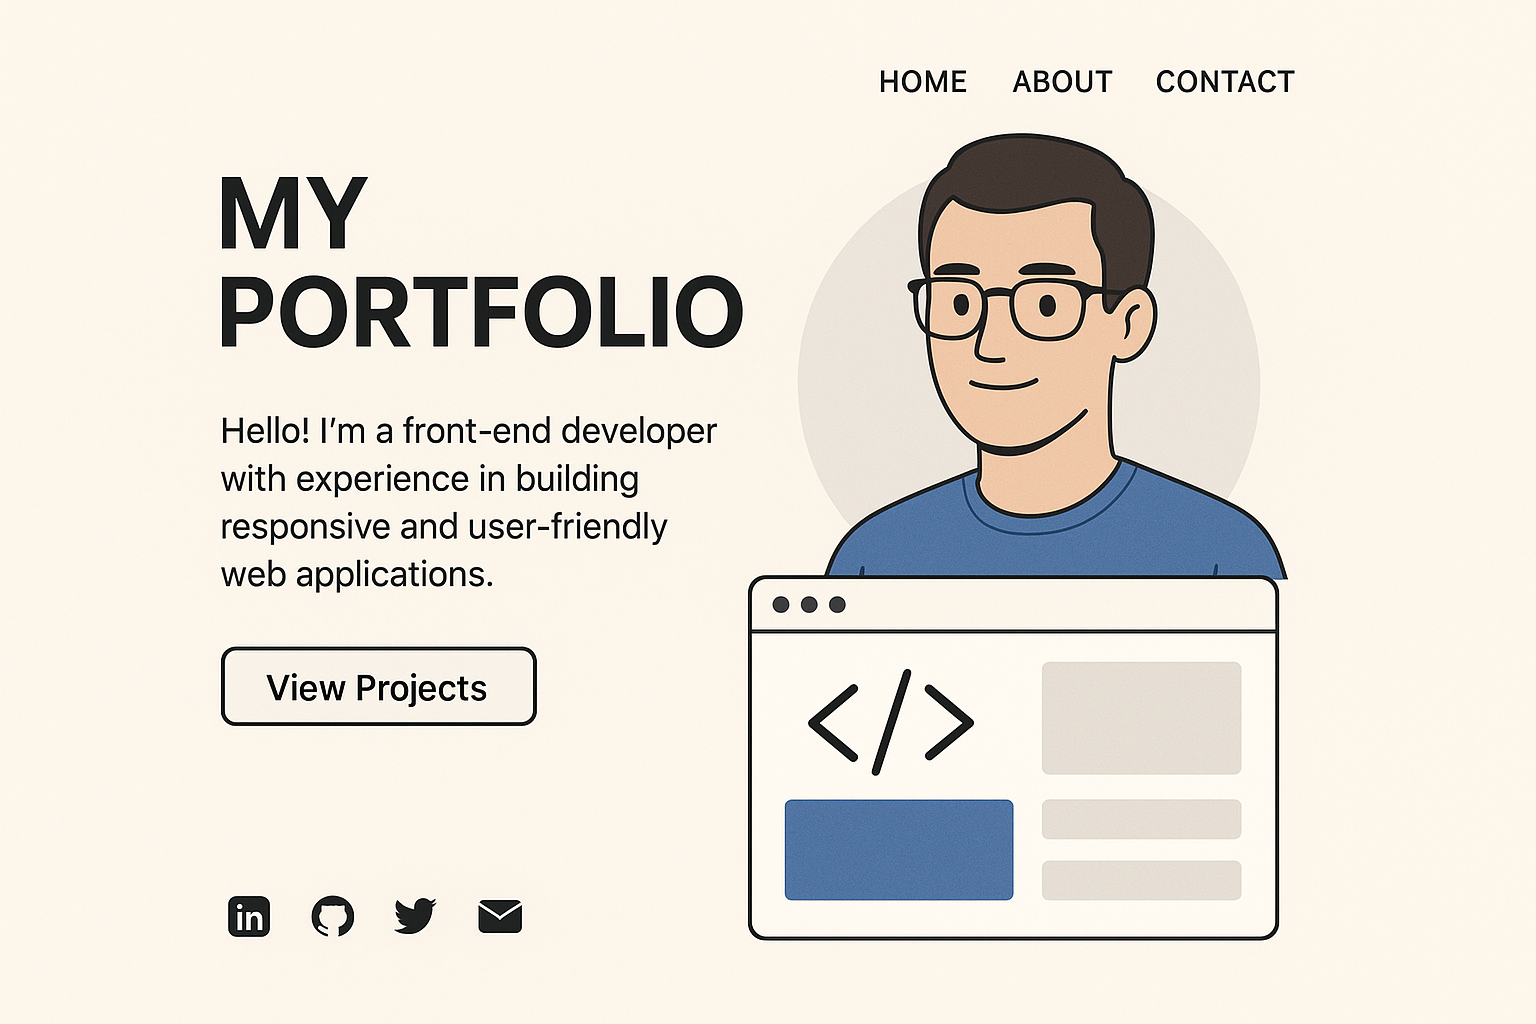 HOME ABOUT CONTACT
MY
PORTFOLIO
Hello! I’m a front-end developer
with experience in building
responsive and user-friendly
web applications.
View Projects
</>
in